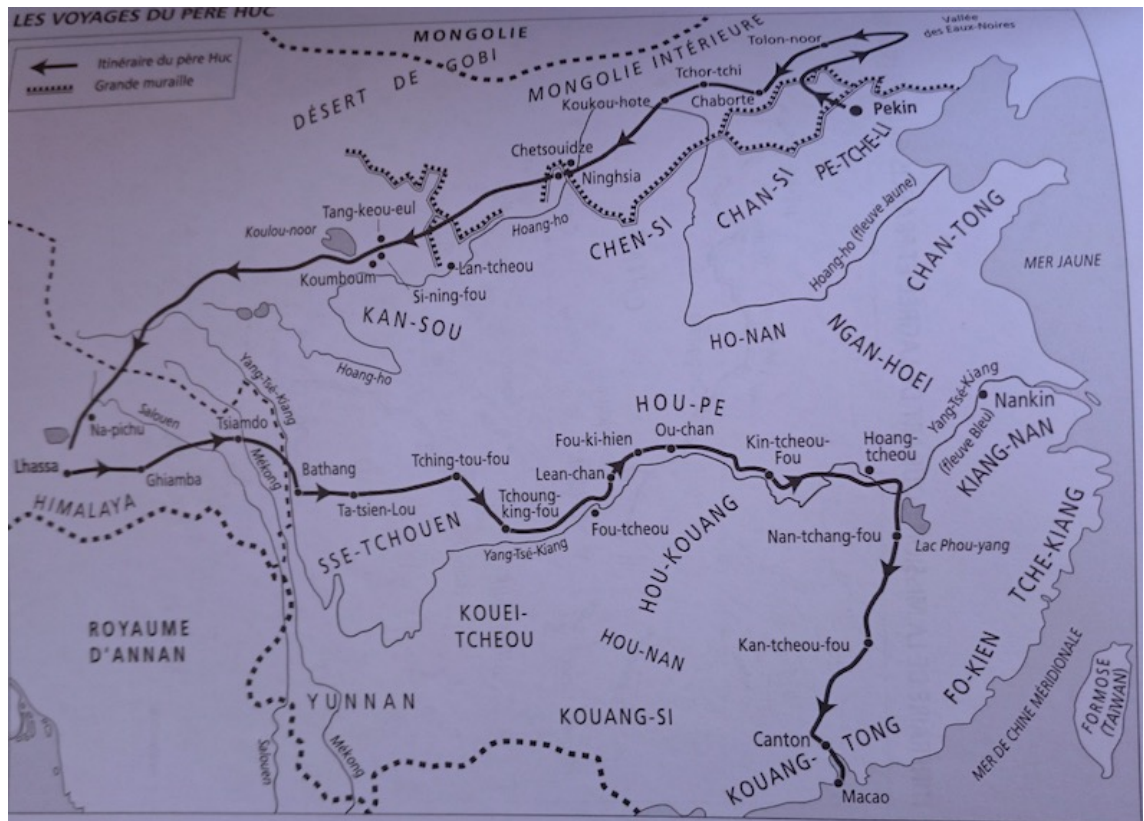 LES VOYAGES DU PÈRE HUC
Itinéraire du père Huc
Grande muraille
MONGOLIE
DÉSERT DE GOBI
MONGOLIE INTÉRIEURE
Tolon-noor
Vallée
des Eaux-Noires
Tchor-tchi
Koukou-hote
Chaborte
Pekin
PE-TCHE-LI
Chetsouidze
Ninghsia
CHAN-SI
CHAN-TONG
Tang-keou-eul
Koulou-noor
Hoang-ho
CHEN-SI
Hoang-ho (fleuve Jaune)
MER JAUNE
Koumboum
Lan-tcheou
Si-ning-fou
KAN-SOU
HO-NAN
NGAN-HOEI
Hoang-ho
Yang-Tsé-Kiang
Salouen
Na-pichu
Tsiamdo
Mékong
Lhassa
Ghiamba
HIMALAYA
Bathang
Ta-tsien-Lou
Tching-tou-fou
Tchoung-
king-fou
SSE-TCHOUEN
Yang-Tsé-Kiang
HOU-PE
Fou-ki-hien
Ou-chan
Lean-chan
Fou-tcheou
Kin-tcheou-
Fou
Hoang-
tcheou
Yang-Tsé-Kiang
(fleuve Bleu)
Nankin
KIANG-NAN
HOU-KOUANG
Nan-tchang-fou
Lac Phou-yang
TCHE-KIANG
ROYAUME
D'ANNAN
KOUEI-
TCHEOU
HOU-NAN
Kan-tcheou-fou
FO-KIEN
YUNNAN
KOUANG-SI
Salouen
Mékong
Canton
KOUANG-TONG
Macao
MER DE CHINE MÉRIDIONALE
FORMOSE
(TAIWAN)